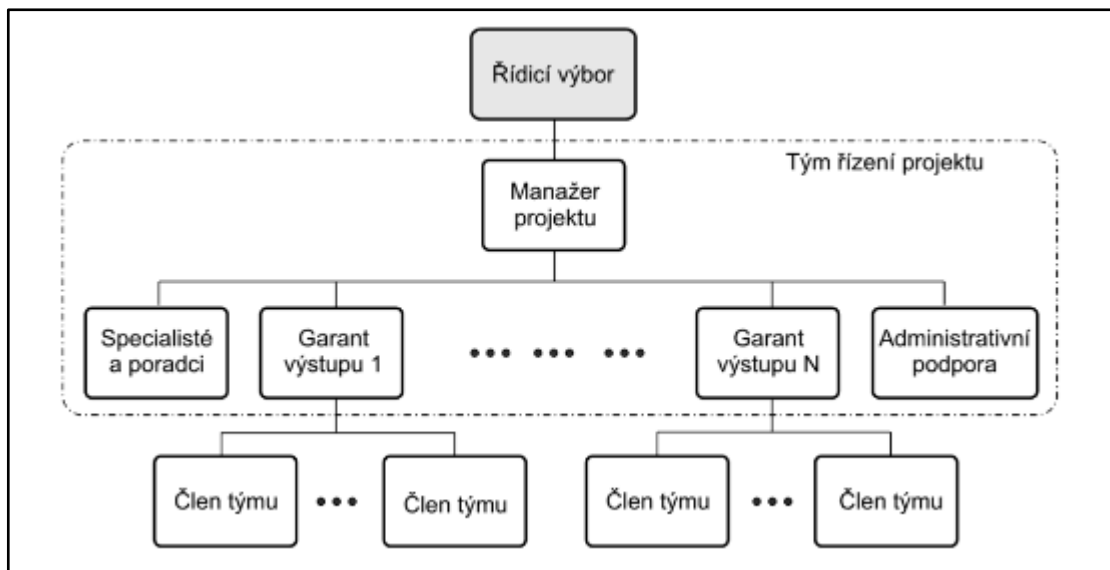 Řídicí výbor
Tým řízení projektu
Manažer
projektu
Specialisté
a poradci
Garant
výstupu 1
Garant
výstupu N
Administrativní
podpora
Člen týmu
Člen týmu
Člen týmu
Člen týmu